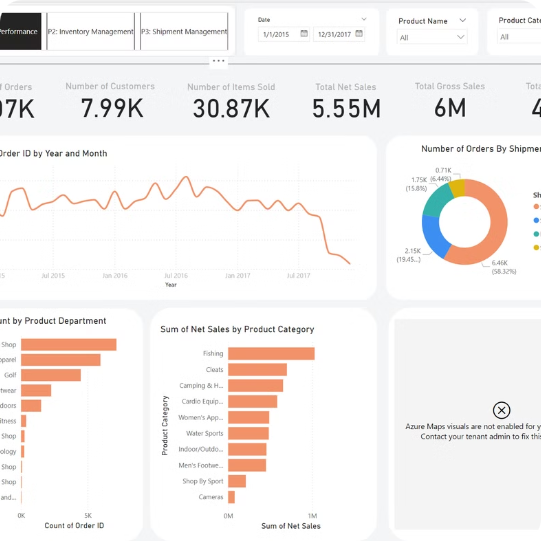 Performance
P2: Inventory Management
P3: Shipment Management
Date
1/1/2015
12/31/2017
Product Name
All
Product Cate
All
of Orders
07K
Number of Customers
7.99K
Number of Items Sold
30.87K
Total Net Sales
5.55M
Total Gross Sales
6M
Tota
4
Order ID by Year and Month
Jul 2015
Jan 2016
Jul 2016
Jan 2017
Jul 2017
Year
Number of Orders By Shipmen
0.71K
(6.44%)
1.75K
(15.8%)
2.15K
(19.45...)
6.46K
(58.32%)
Sh
unt by Product Department
Shop
parel
Golf
twear
doors
itness
Shop
ology
Shop
Shop
and...
0K
5K
Count of Order ID
Sum of Net Sales by Product Category
Product Category
Fishing
Cleats
Camping & H...
Cardio Equip...
Women's App...
Water Sports
Indoor/Outdo...
Men's Footwe...
Shop By Sport
Cameras
0M
1M
Sum of Net Sales
Azure Maps visuals are not enabled for y
Contact your tenant admin to fix this